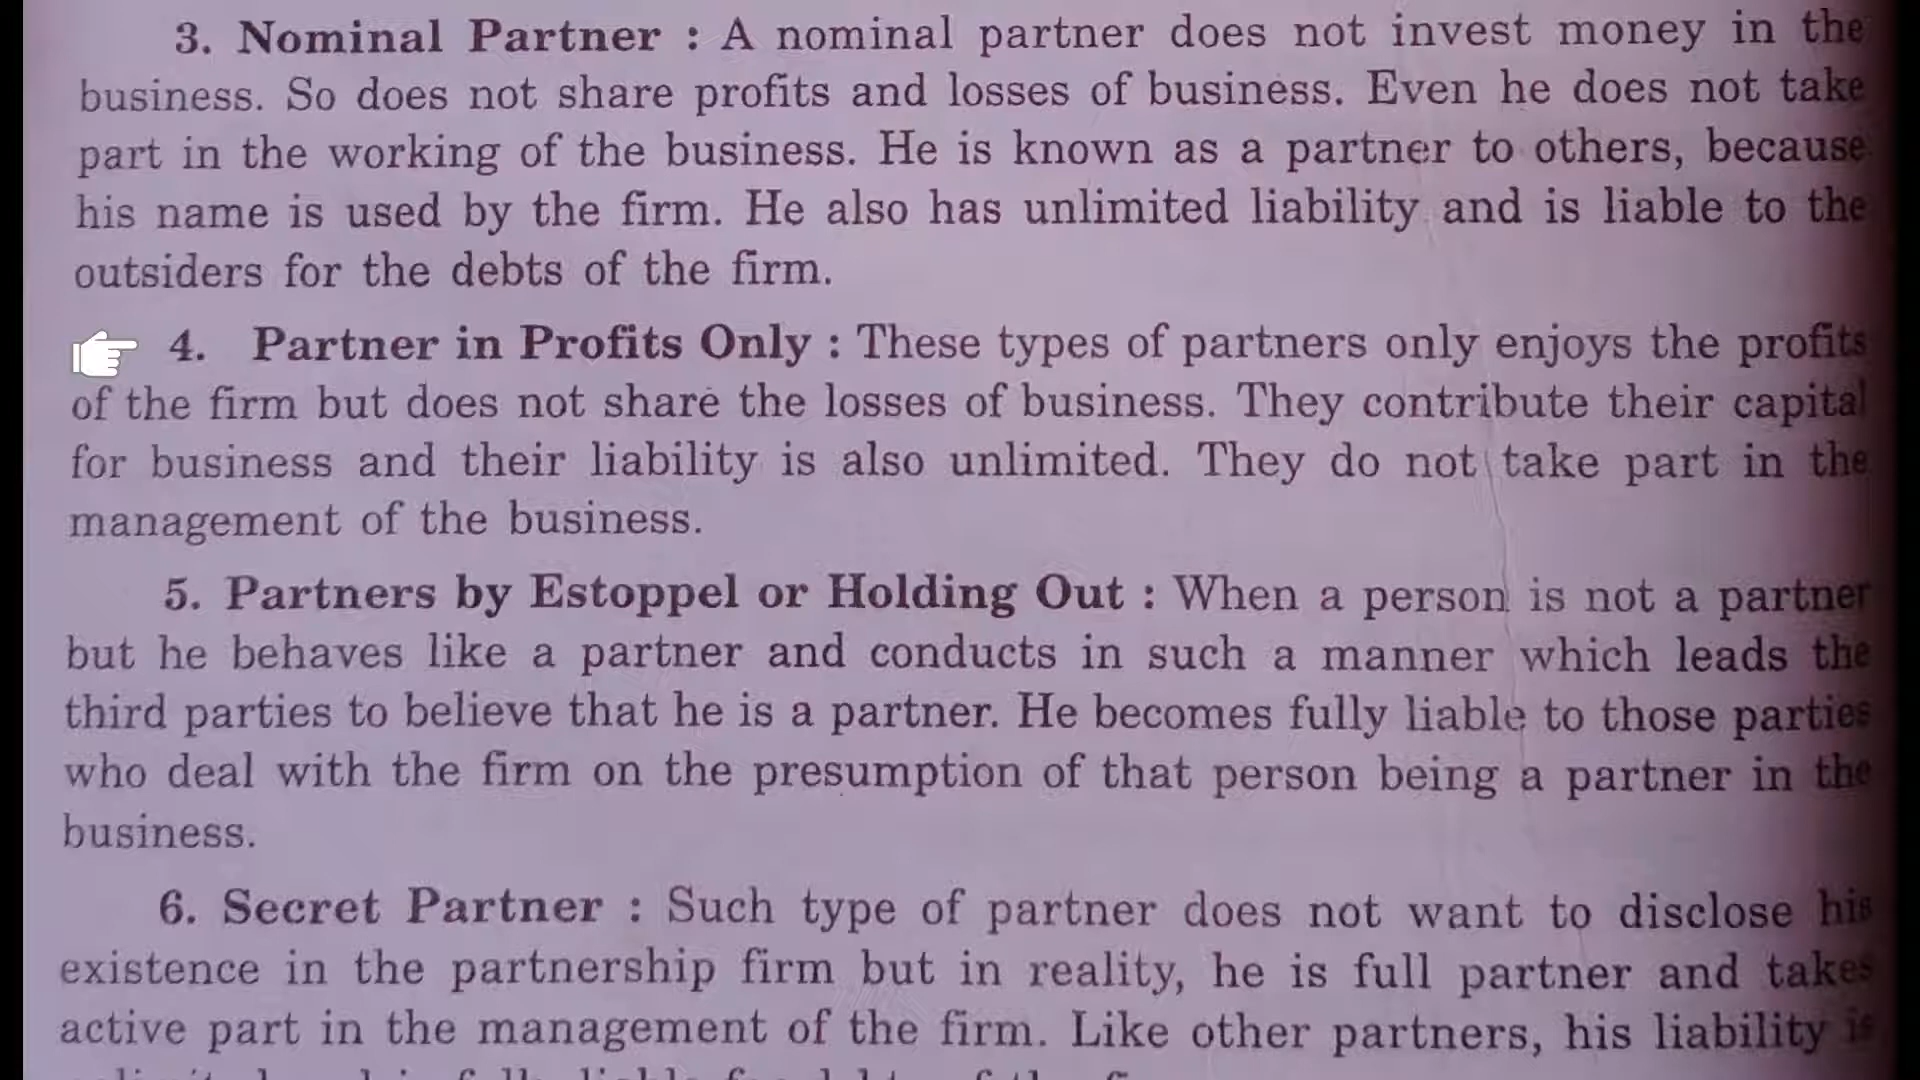 3. Nominal Partner : A nominal partner does not invest money in the
business. So does not share profits and losses of business. Even he does not take
part in the working of the business. He is known as a partner to others, because
his name is used by the firm. He also has unlimited liability and is liable to the
outsiders for the debts of the firm.
4. Partner in Profits Only : These types of partners only enjoys the profits
of the firm but does not share the losses of business. They contribute their capital
for business and their liability is also unlimited. They do not take part in the
management of the business.
5. Partners by Estoppel or Holding Out : When a person is not a partner
but he behaves like a partner and conducts in such a manner which leads the
third parties to believe that he is a partner. He becomes fully liable to those parties
who deal with the firm on the presumption of that person being a partner in the
business.
6. Secret Partner : Such type of partner does not want to disclose his
existence in the partnership firm but in reality, he is full partner and takes
active part in the management of the firm. Like other partners, his liability is